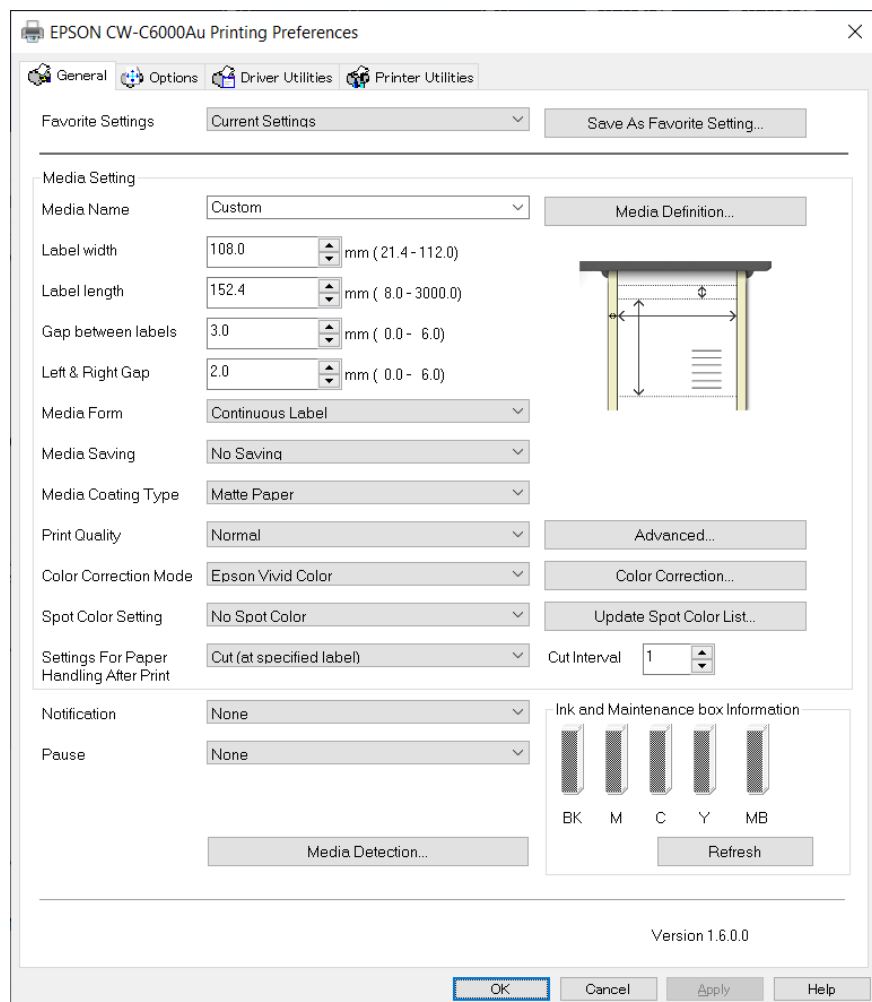 EPSON CW-C6000Au Printing Preferences
General Options Driver Utilities Printer Utilities
Favorite Settings Current Settings Save As Favorite Setting...
Media Setting
Media Name Custom Media Definition...
Label width 108.0 mm ( 21.4 - 112.0)
Label length 152.4 mm ( 8.0 - 3000.0)
Gap between labels 3.0 mm ( 0.0 - 6.0)
Left & Right Gap 2.0 mm ( 0.0 - 6.0)
Media Form Continuous Label
Media Saving No Saving
Media Coating Type Matte Paper
Print Quality Normal Advanced...
Color Correction Mode Epson Vivid Color Color Correction...
Spot Color Setting No Spot Color Update Spot Color List...
Settings For Paper Handling After Print Cut (at specified label) Cut Interval 1
Notification None Ink and Maintenance box Information
Pause None
BK M C Y MB
Media Detection... Refresh
Version 1.6.0.0
OK Cancel Apply Help